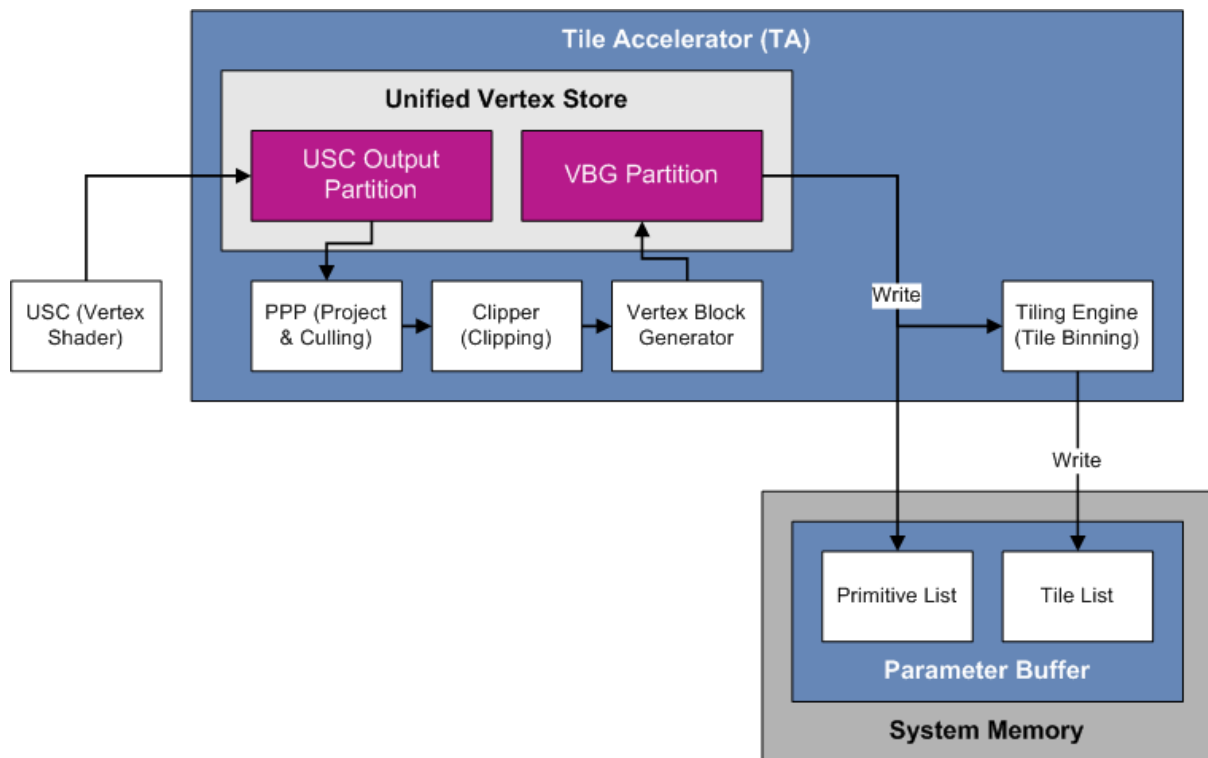 Tile Accelerator (TA)
Unified Vertex Store
USC Output
Partition
VBG Partition
USC (Vertex
Shader)
PPP (Project
& Culling)
Clipper
(Clipping)
Vertex Block
Generator
Write
Tiling Engine
(Tile Binning)
Write
Primitive List
Tile List
Parameter Buffer
System Memory